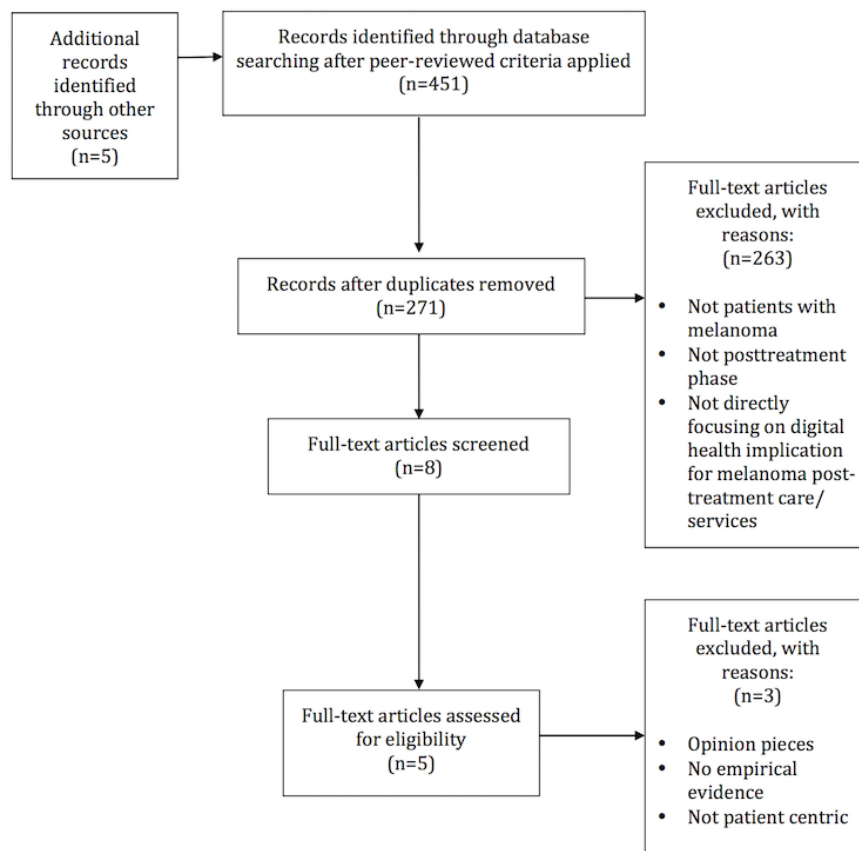 Additional
records
identified
through other
sources
(n=5)
Records identified through database
searching after peer-reviewed criteria applied
(n=451)
Records after duplicates removed
(n=271)
Full-text articles
excluded, with
reasons:
(n=263)
• Not patients with
melanoma
• Not posttreatment
phase
• Not directly
focusing on digital
health implication
for melanoma post-
treatment care/
services
Full-text articles screened
(n=8)
Full-text articles assessed
for eligibility
(n=5)
Full-text articles
excluded, with
reasons:
(n=3)
• Opinion pieces
• No empirical
evidence
• Not patient centric